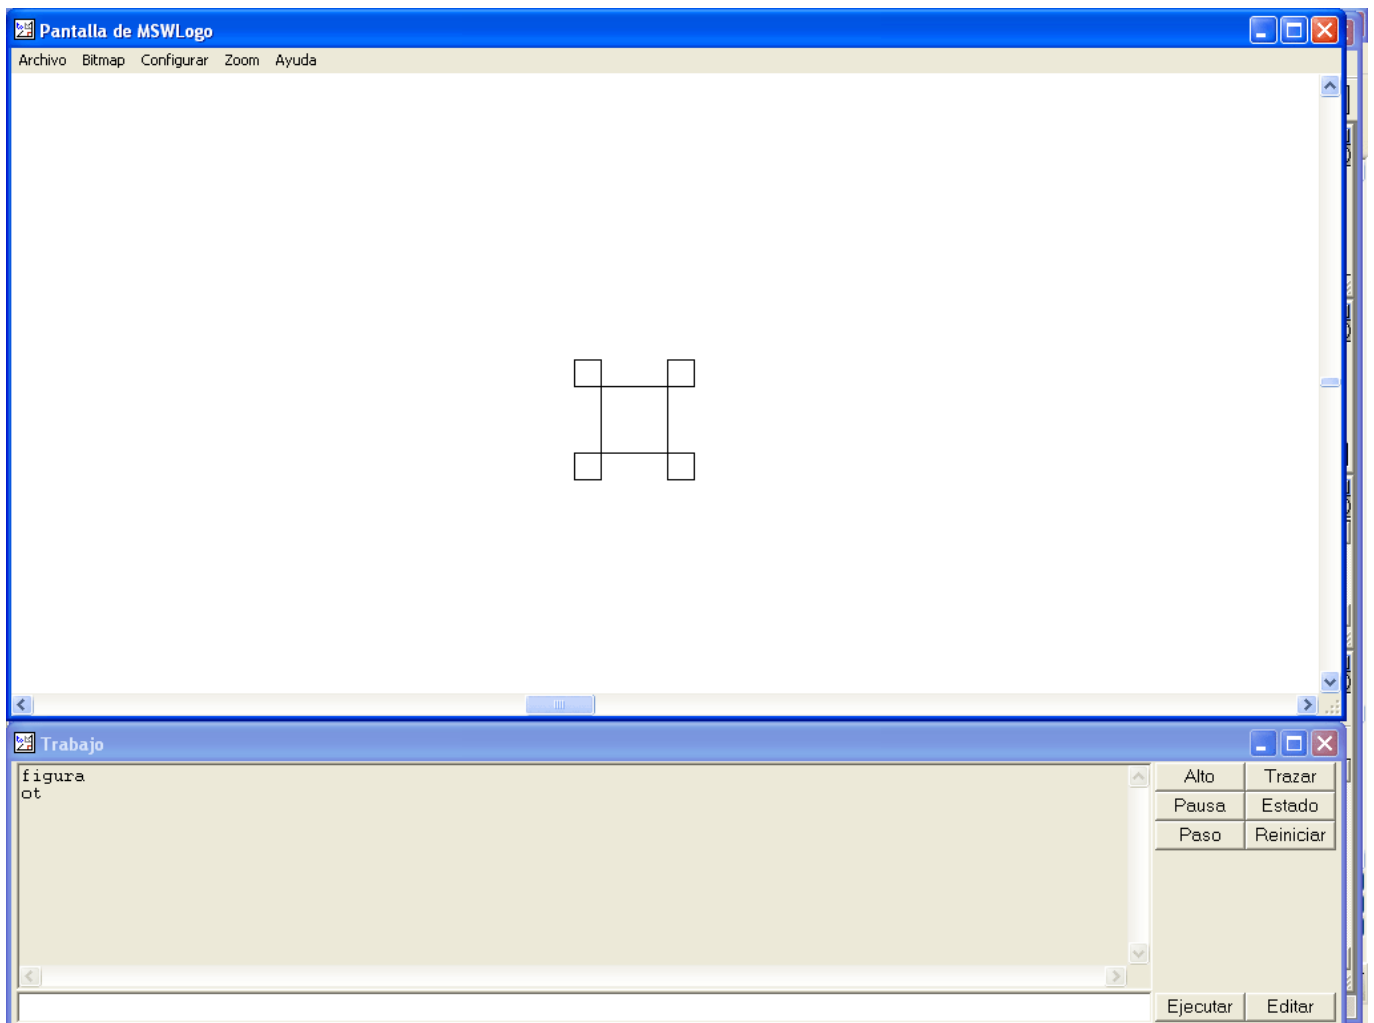 Pantalla de MSWLogo
Archivo Bitmap Configurar Zoom Ayuda
Trabajo
figura
ot
Alto Trazar
Pausa Estado
Paso Reiniciar
Ejecutar Editar